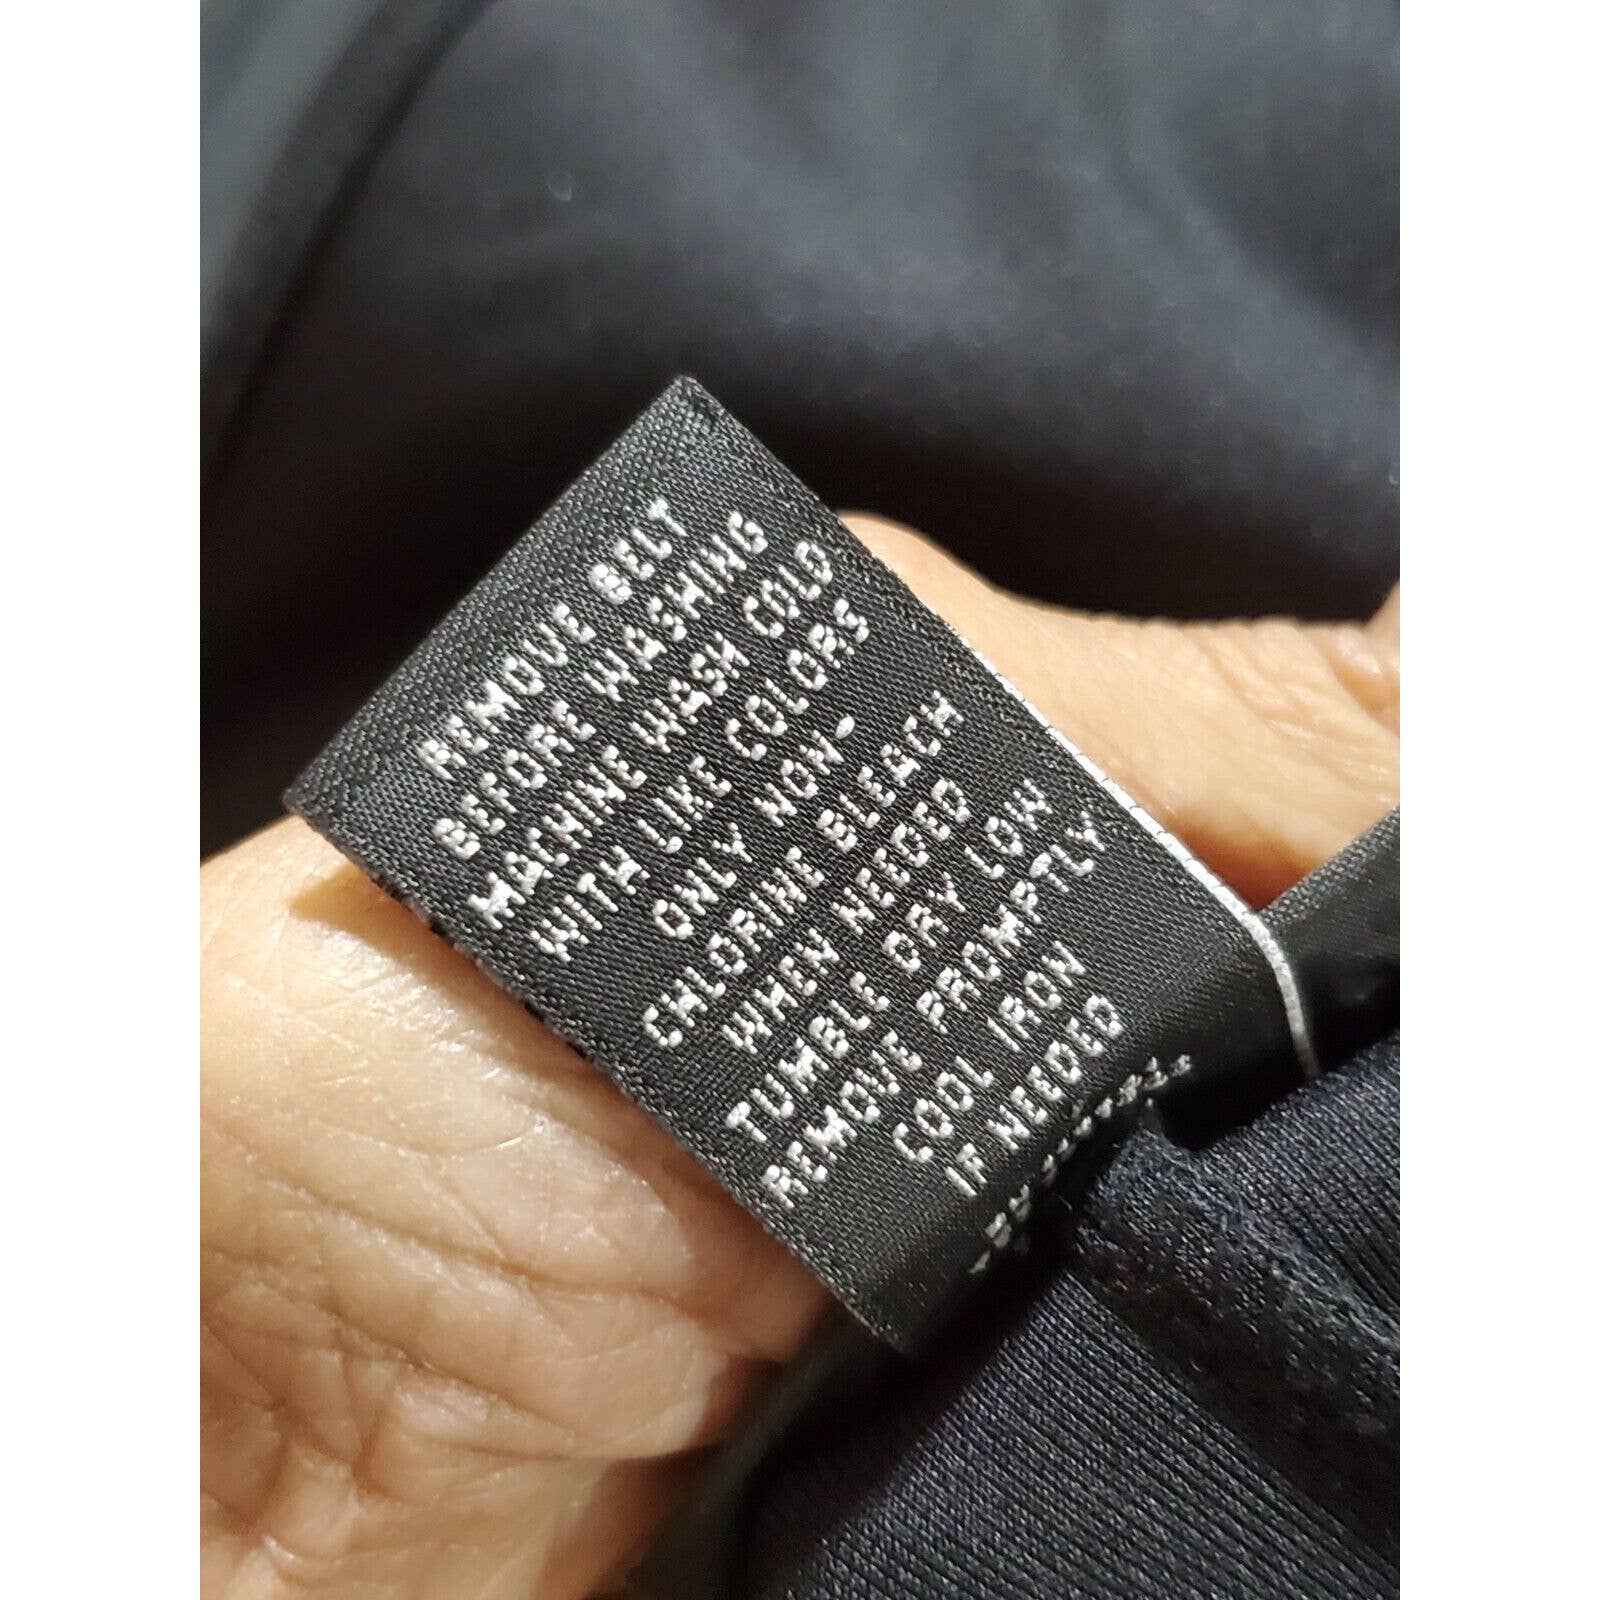 REMOVE BELT
BEFORE WASHING
MACHINE WASH COLD
WITH LIKE COLORS
ONLY NON-
CHLORINE BLEACH
WHEN NEEDED
TUMBLE DRY LOW
REMOVE PROMPTLY
COOL IRON
IF NEEDED